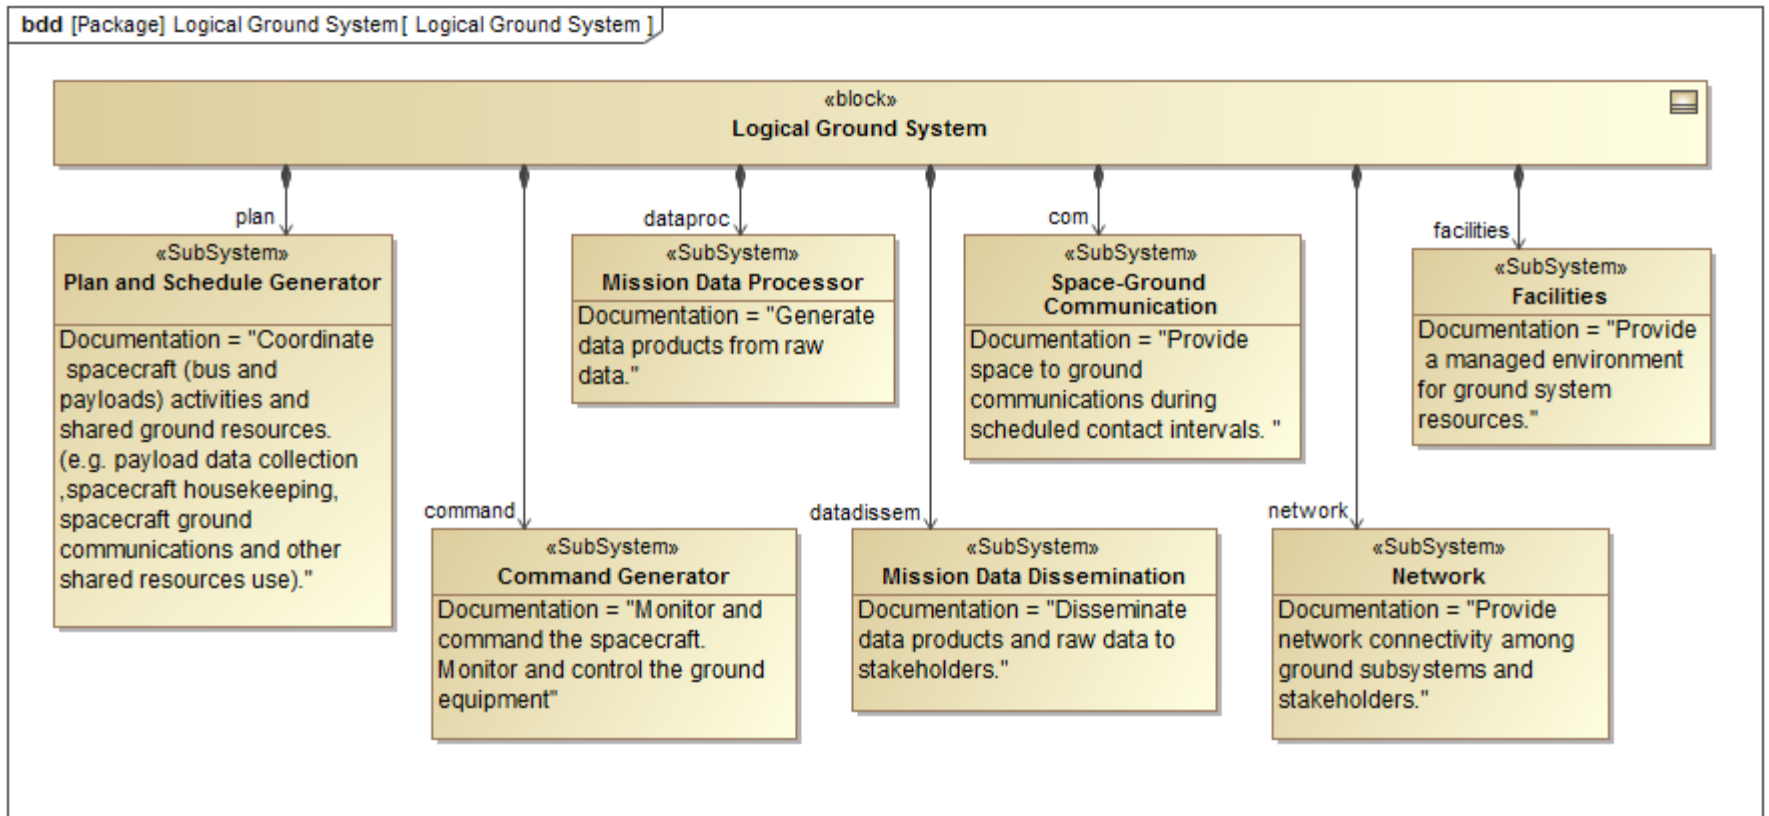 bdd [Package] Logical Ground System [ Logical Ground System ]
«block»
Logical Ground System
plan
«SubSystem»
Plan and Schedule Generator
Documentation = "Coordinate
spacecraft (bus and
payloads) activities and
shared ground resources.
(e.g. payload data collection
,spacecraft housekeeping,
spacecraft ground
communications and other
shared resources use)."
dataproc
«SubSystem»
Mission Data Processor
Documentation = "Generate
data products from raw
data."
com
«SubSystem»
Space-Ground
Communication
Documentation = "Provide
space to ground
communications during
scheduled contact intervals. "
facilities
«SubSystem»
Facilities
Documentation = "Provide
a managed environment
for ground system
resources."
command
«SubSystem»
Command Generator
Documentation = "Monitor and
command the spacecraft.
Monitor and control the ground
equipment"
datadissem
«SubSystem»
Mission Data Dissemination
Documentation = "Disseminate
data products and raw data to
stakeholders."
network
«SubSystem»
Network
Documentation = "Provide
network connectivity among
ground subsystems and
stakeholders."